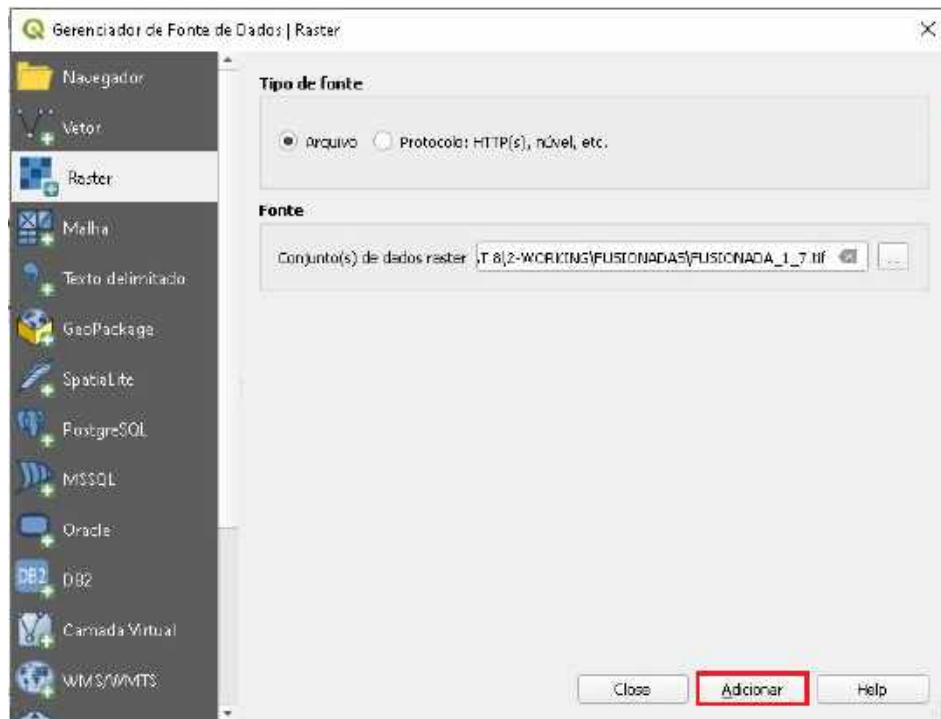 Gerenciador de Fonte de Dados | Raster
Navegador
Vetor
Raster
Malha
Texto delimitado
GeoPackage
SpatiaLite
PostgreSQL
MSSQL
Oracle
DB2
DB2
Camada Virtual
WMS/WMTS
Tipo de fonte
Arquivo
Protocolo: HTTP(s), núvel, etc.
Fonte
Conjunto(s) de dados raster
.T 8\2-WORKING\FUSIONADAS\FUSIONADA_1_7.tif
...
Close
Adicionar
Help